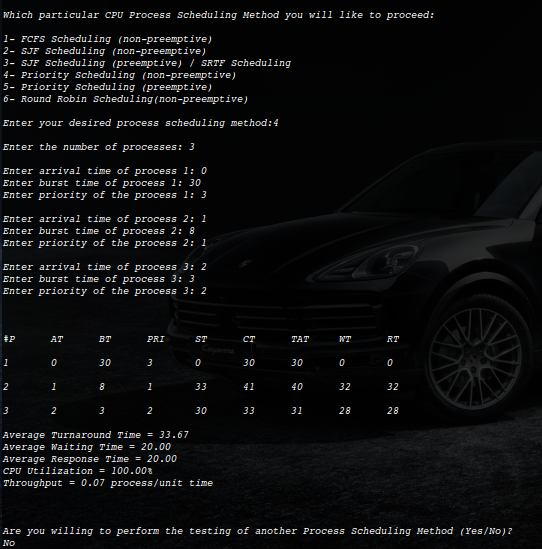 Which particular CPU Process Scheduling Method you will like to proceed:
1- FCFS Scheduling (non-preemptive)
2- SJF Scheduling (non-preemptive)
3- SJF Scheduling (preemptive) / SRTF Scheduling
4- Priority Scheduling (non-preemptive)
5- Priority Scheduling (preemptive)
6- Round Robin Scheduling(non-preemptive)
Enter your desired process scheduling method:4
Enter the number of processes: 3
Enter arrival time of process 1: 0
Enter burst time of process 1: 30
Enter priority of the process 1: 3
Enter arrival time of process 2: 1
Enter burst time of process 2: 8
Enter priority of the process 2: 1
Enter arrival time of process 3: 2
Enter burst time of process 3: 3
Enter priority of the process 3: 2
#P AT BT PRI ST CT TAT WT RT
1 0 30 3 0 30 30 0 0
2 1 8 1 33 41 40 32 32
3 2 3 2 30 33 31 28 28
Average Turnaround Time = 33.67
Average Waiting Time = 20.00
Average Response Time = 20.00
CPU Utilization = 100.00%
Throughput = 0.07 process/unit time
Are you willing to perform the testing of another Process Scheduling Method (Yes/No)?
No